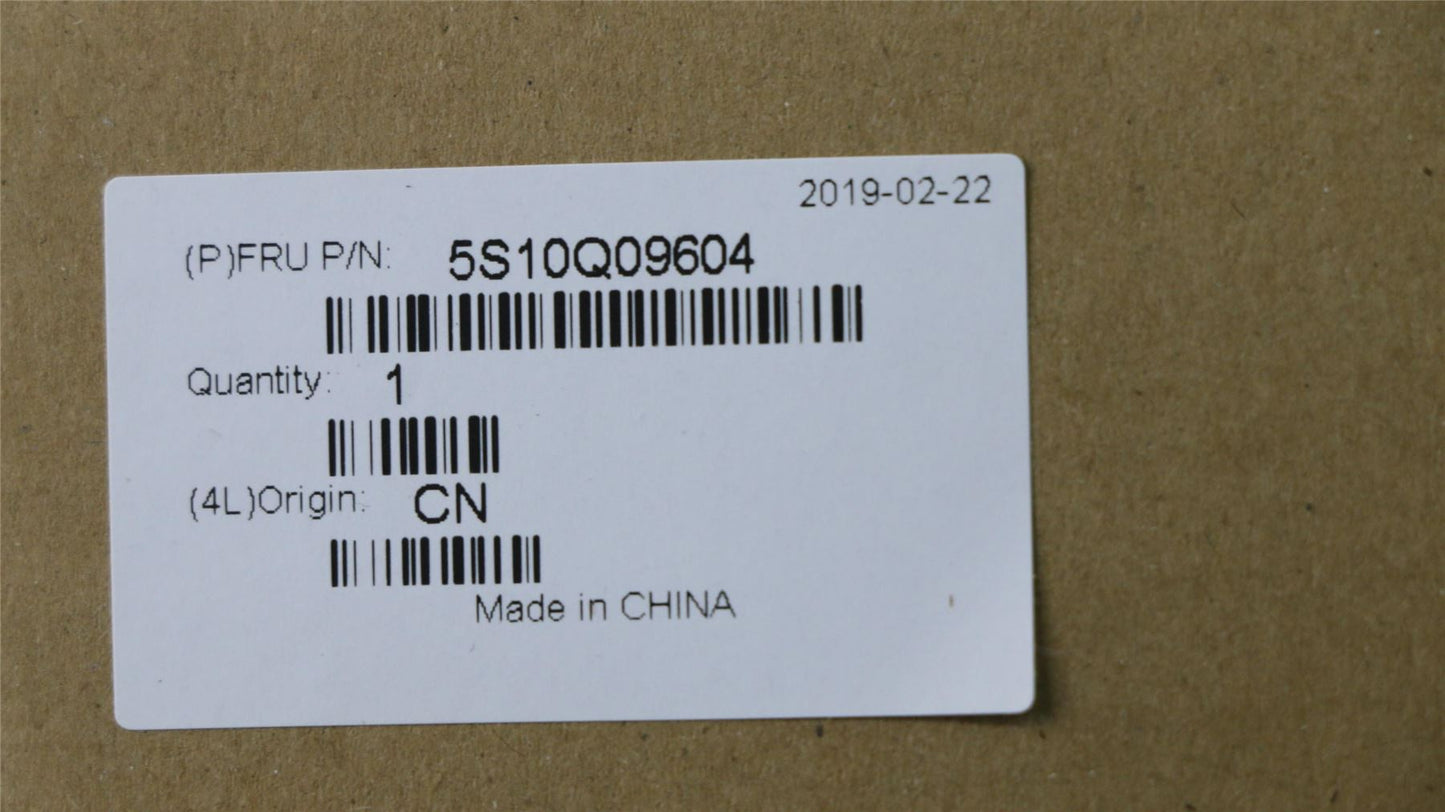 2019-02-22
(P)FRU P/N: 5S10Q09604
Quantity: 1
(4L)Origin: CN
Made in CHINA